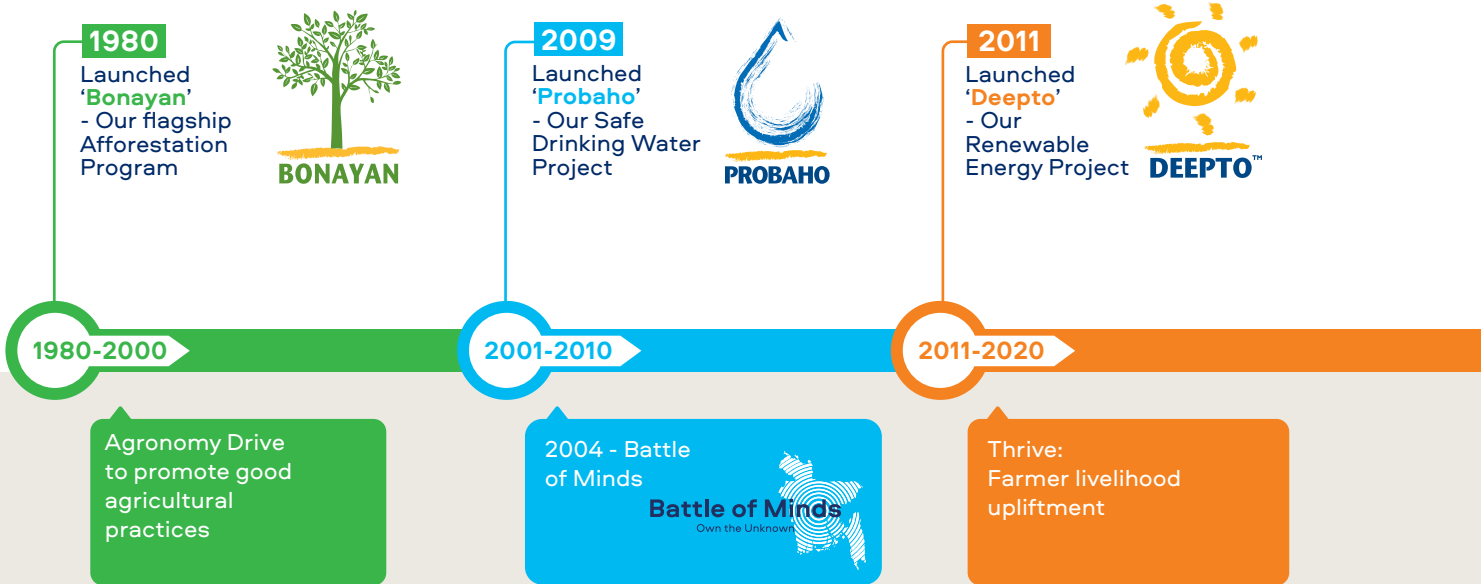 1980
Launched
‘Bonayan’
- Our flagship
Afforestation
Program
BONAYAN
2009
Launched
‘Probaho’
- Our Safe
Drinking Water
Project
PROBAHO
2011
Launched
‘Deepto’
- Our
Renewable
Energy Project
DEEPTO™
1980-2000
2001-2010
2011-2020
Agronomy Drive
to promote good
agricultural
practices
2004 - Battle
of Minds
Battle of Minds
Own the Unknown
Thrive:
Farmer livelihood
upliftment